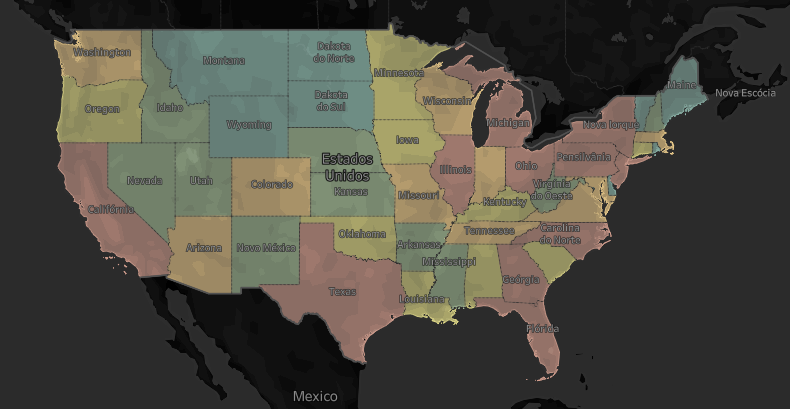 Washington
Montana
Dakota
do Norte
Minnesota
Maine
Nova Escócia
Oregon
Idaho
Dakota
do Sul
Wisconsin
Michigan
Nova Iorque
Wyoming
Iowa
Estados
Unidos
Illinois
Ohio
Pensilvânia
Nevada
Utah
Colorado
Kansas
Missouri
Virgínia
do Oeste
Kentucky
Califórnia
Arizona
Novo México
Oklahoma
Tennessee
Carolina
do Norte
Arkansas
Mississippi
Texas
Louisiana
Geórgia
Flórida
Mexico